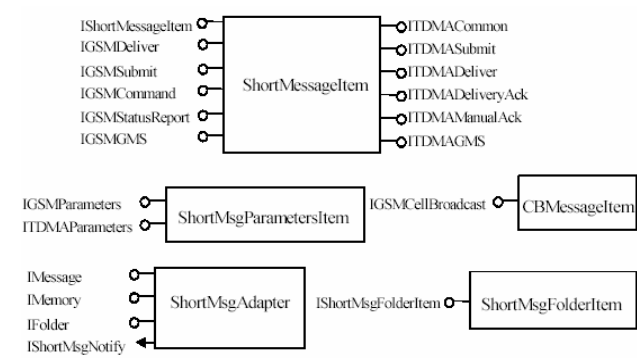 IShortMessageItem
IGSMDeliver
IGSMSubmit
IGSMCommand
IGSMStatusReport
IGSMGMS
ShortMessageItem
ITDMACommon
ITDMASubmit
ITDMADeliver
ITDMADeliveryAck
ITDMAManualAck
ITDMAGMS
IGSMParameters
ITDMAParameters
ShortMsgParametersItem
IGSMCellBroadcast
CBMessageItem
IMessage
IMemory
IFolder
IShortMsgNotify
ShortMsgAdapter
IShortMsgFolderItem
ShortMsgFolderItem